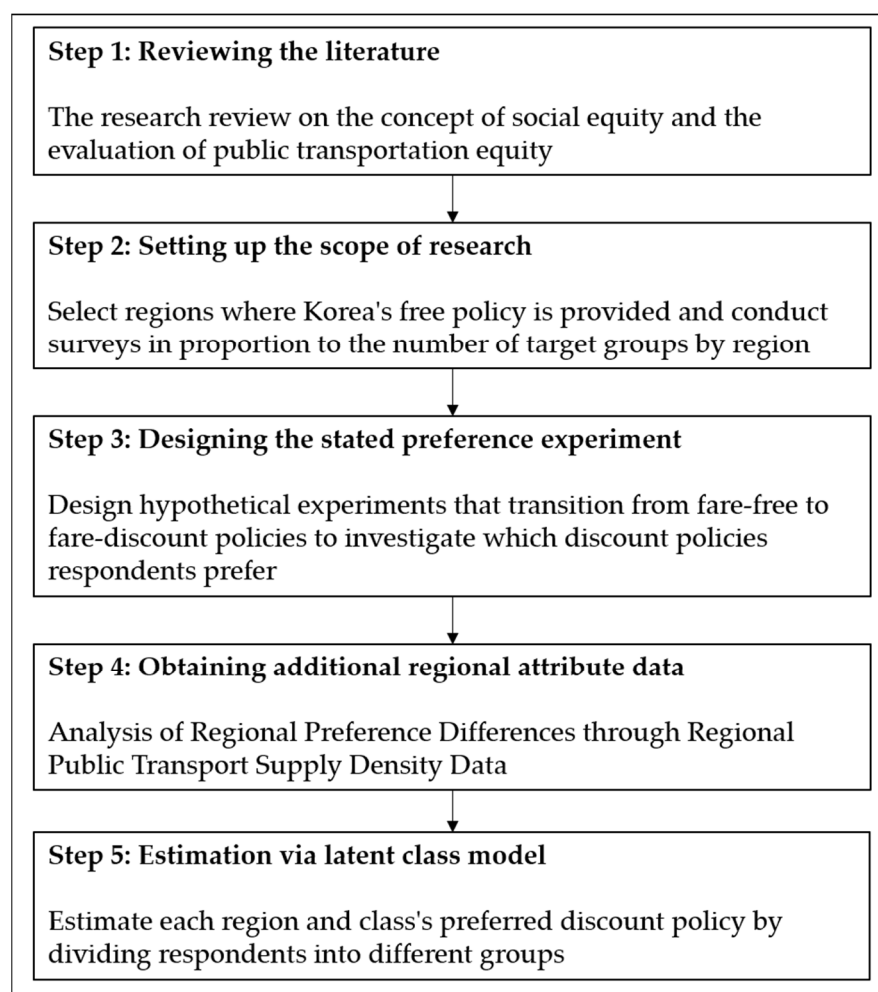 Step 1: Reviewing the literature
The research review on the concept of social equity and the
evaluation of public transportation equity
Step 2: Setting up the scope of research
Select regions where Korea's free policy is provided and conduct
surveys in proportion to the number of target groups by region
Step 3: Designing the stated preference experiment
Design hypothetical experiments that transition from fare-free to
fare-discount policies to investigate which discount policies
respondents prefer
Step 4: Obtaining additional regional attribute data
Analysis of Regional Preference Differences through Regional
Public Transport Supply Density Data
Step 5: Estimation via latent class model
Estimate each region and class's preferred discount policy by
dividing respondents into different groups